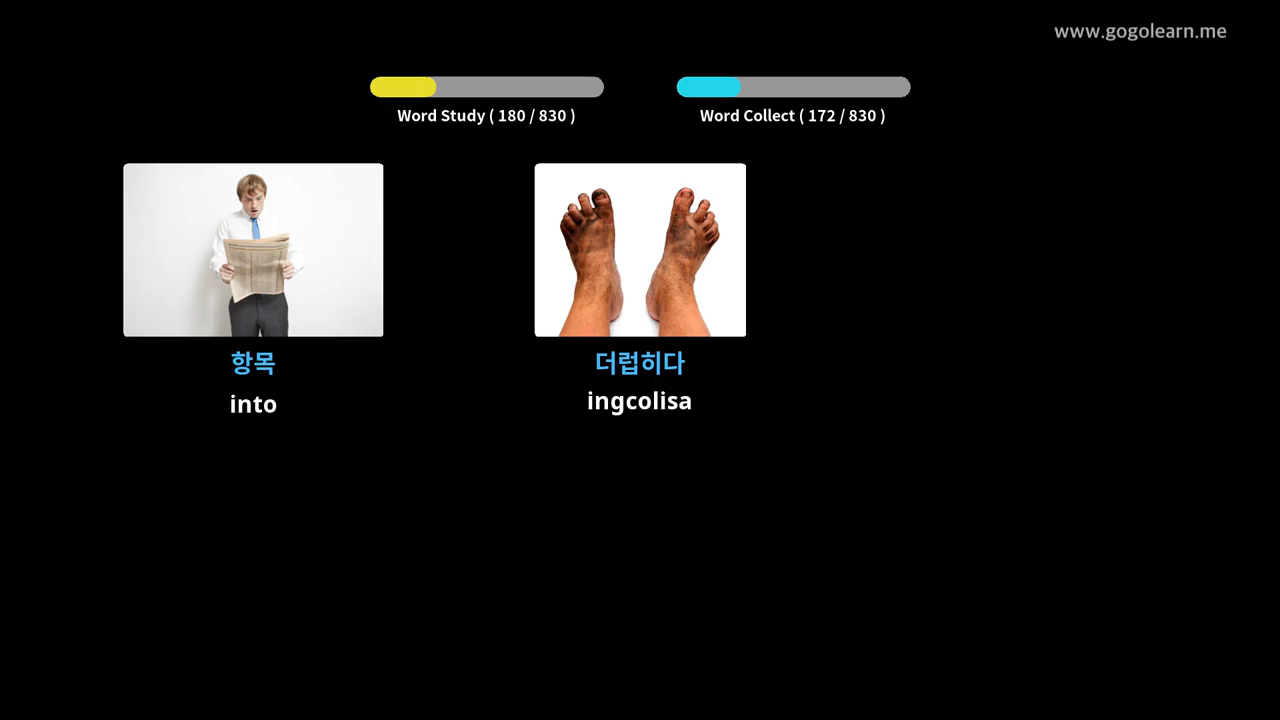 www.gogolearn.me
Word Study ( 180 / 830 )
Word Collect ( 172 / 830 )
항목
into
더럽히다
ingcolisa